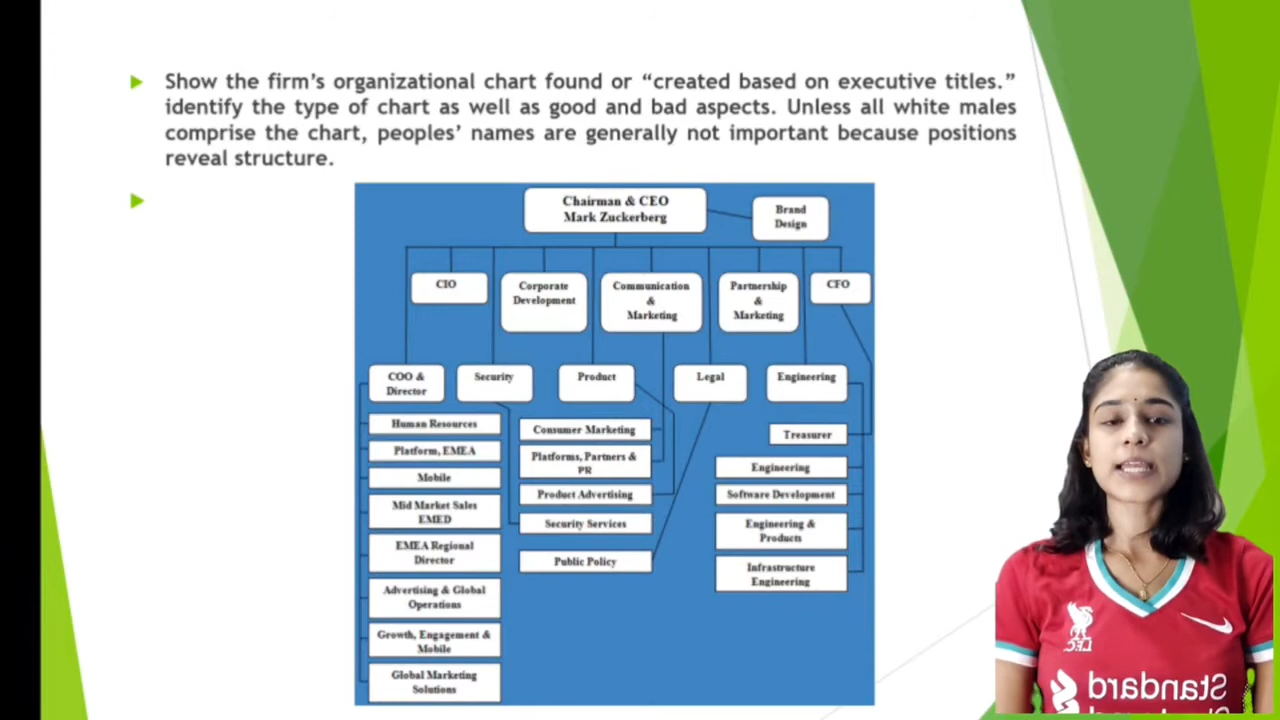 Show the firm's organizational chart found or “created based on executive titles.”
identify the type of chart as well as good and bad aspects. Unless all white males
comprise the chart, peoples’ names are generally not important because positions
reveal structure.
Chairman & CEO
Mark Zuckerberg
Brand
Design
CIO
Corporate
Development
Communication
&
Marketing
Partnership
&
Marketing
CFO
COO &
Director
Security
Product
Legal
Engineering
Human Resources
Platform, EMEA
Mobile
Mid Market Sales
EMED
EMEA Regional
Director
Advertising & Global
Operations
Growth, Engagement &
Mobile
Global Marketing
Solutions
Consumer Marketing
Platforms, Partners &
PR
Product Advertising
Security Services
Public Policy
Treasurer
Engineering
Software Development
Engineering &
Products
Infrastructure
Engineering
L.F.C.
Standard